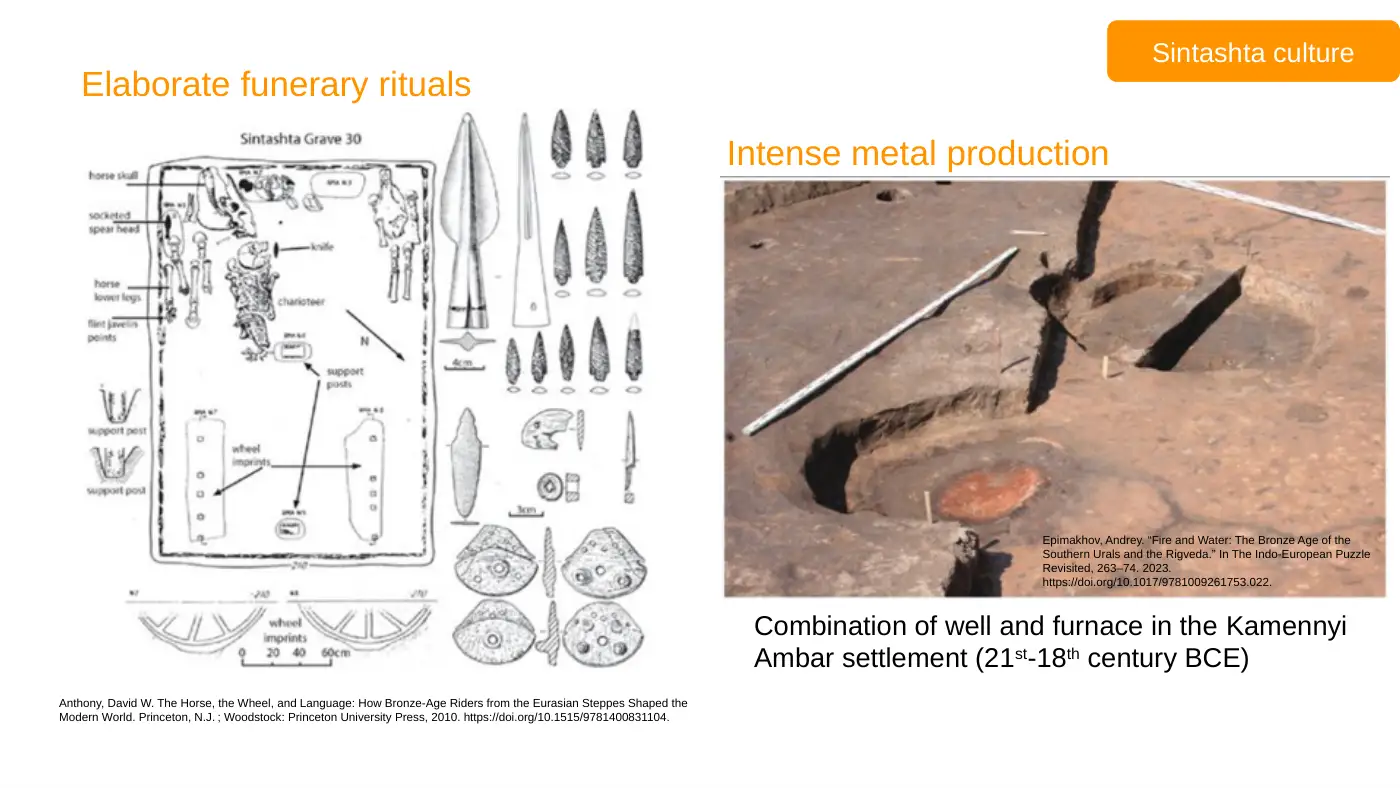 Sintashta culture
Elaborate funerary rituals
Sintashta Grave 30
horse skull
socketed
spear head
knife
horse
lower legs
charioteer
flint javelin
points
N
support
posts
support post
wheel
imprints
support post
4cm
3cm
210
wheel
imprints
0 20 40 60cm
Anthony, David W. The Horse, the Wheel, and Language: How Bronze-Age Riders from the Eurasian Steppes Shaped the
Modern World. Princeton, N.J. ; Woodstock: Princeton University Press, 2010. https://doi.org/10.1515/9781400831104.
Intense metal production
Epimakhov, Andrey. “Fire and Water: The Bronze Age of the
Southern Urals and the Rigveda.” In The Indo-European Puzzle
Revisited, 263–74. 2023.
https://doi.org/10.1017/9781009261753.022.
Combination of well and furnace in the Kamennyi
Ambar settlement (21st-18th century BCE)